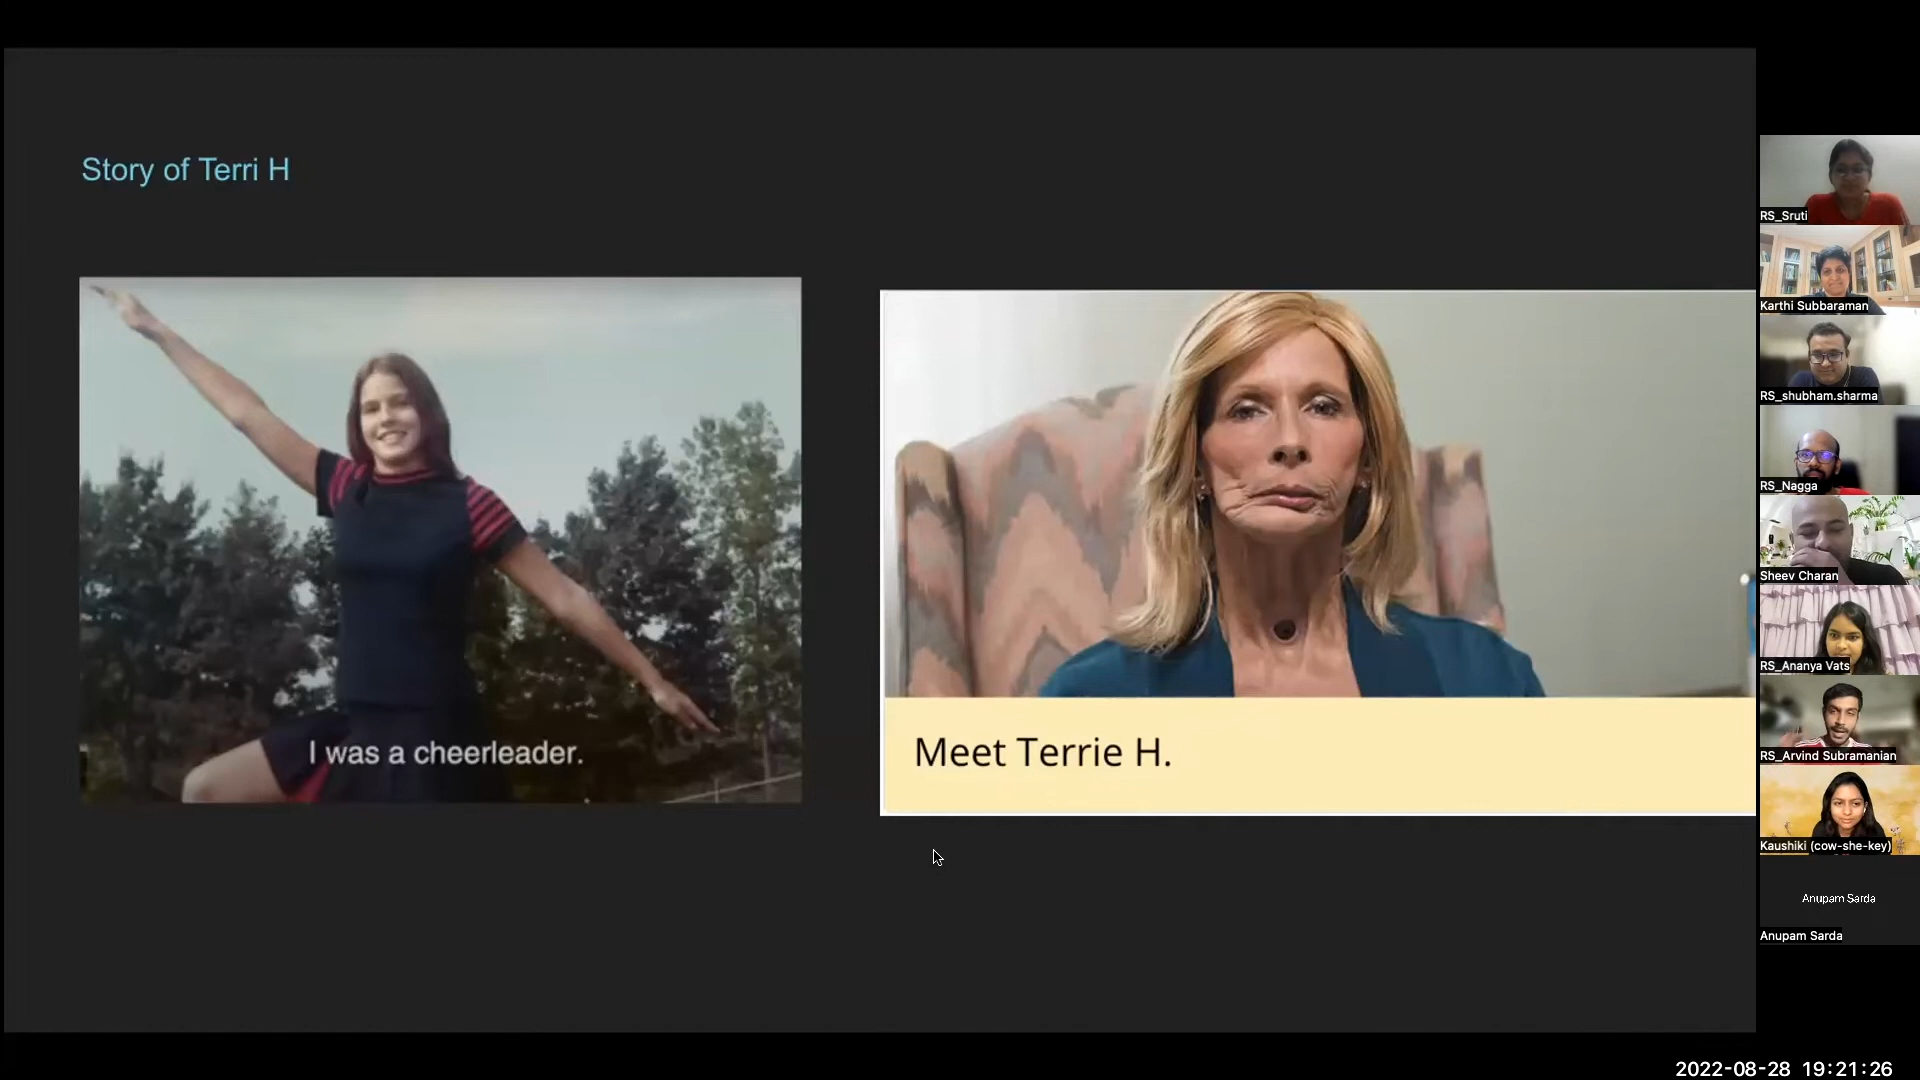 Story of Terri H
I was a cheerleader.
Meet Terrie H.
RS_Sruti
Karthi Subbaraman
RS_shubham.sharma
RS_Nagga
Sheev Charan
RS_Ananya Vats
RS_Arvind Subramanian
Kaushiki (cow-she-key)
Anupam Sarda
Anupam Sarda
2022-08-28 19:21:26